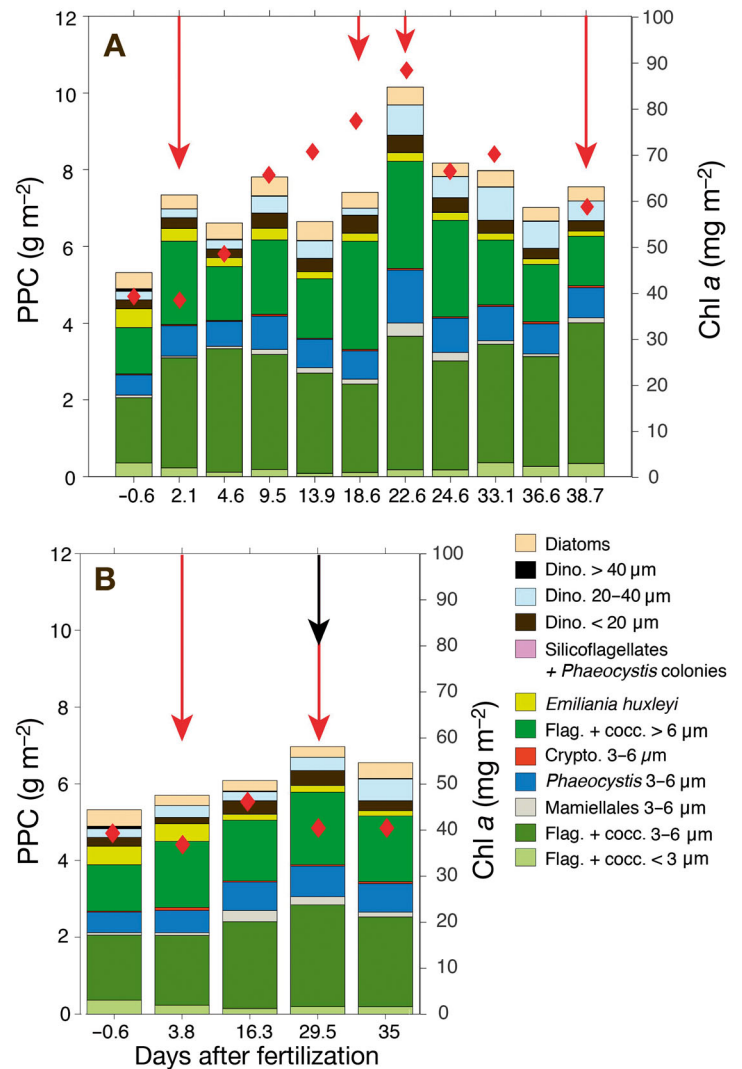 A
PPC (g m⁻²)
Chl a (mg m⁻²)
12
10
8
6
4
2
0
100
90
80
70
60
50
40
30
20
10
0
−0.6 2.1 4.6 9.5 13.9 18.6 22.6 24.6 33.1 36.6 38.7
B
PPC (g m⁻²)
Chl a (mg m⁻²)
12
10
8
6
4
2
0
100
90
80
70
60
50
40
30
20
10
0
−0.6 3.8 16.3 29.5 35
Days after fertilization
Diatoms
Dino. > 40 µm
Dino. 20–40 µm
Dino. < 20 µm
Silicoflagellates
+ Phaeocystis colonies
Emiliania huxleyi
Flag. + cocc. > 6 µm
Crypto. 3–6 µm
Phaeocystis 3–6 µm
Mamiellales 3–6 µm
Flag. + cocc. 3–6 µm
Flag. + cocc. < 3 µm